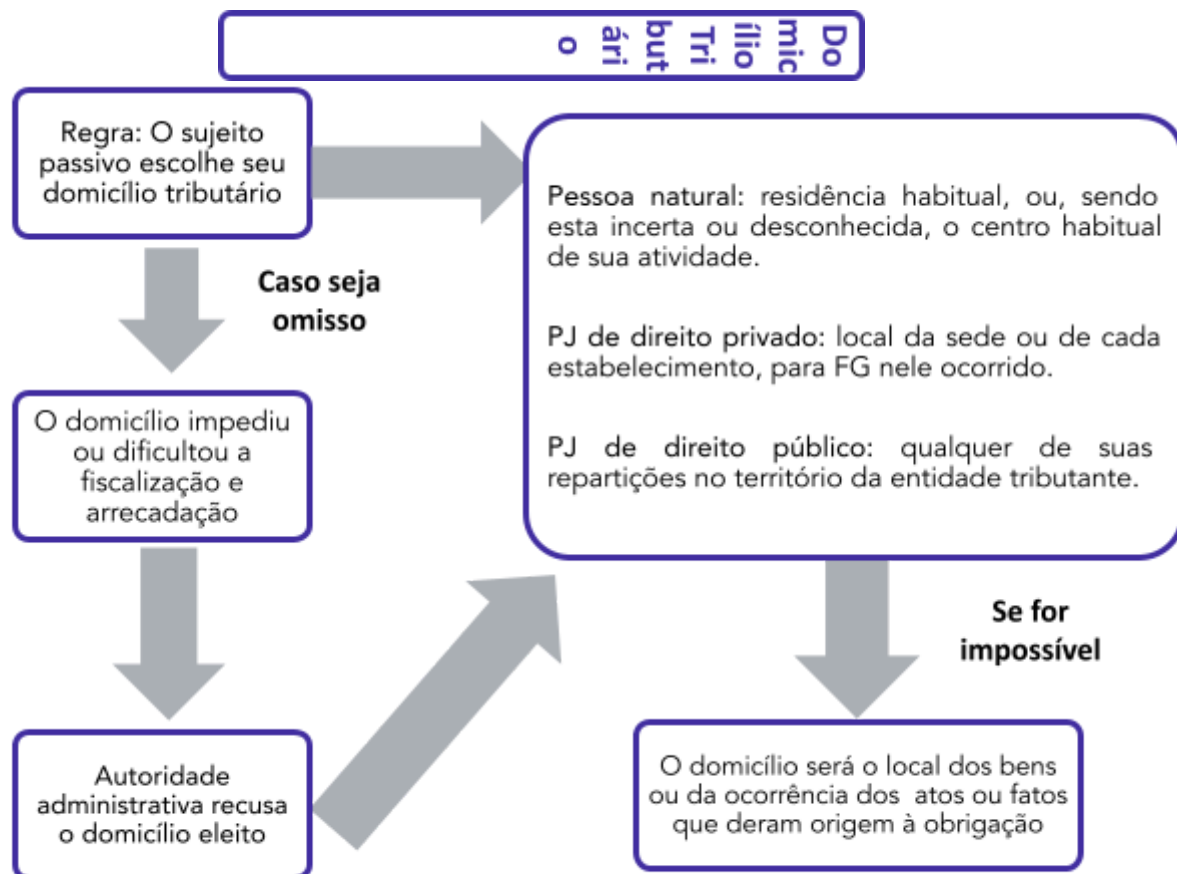 Do
mic
ílio
Tri
but
ári
o
Regra: O sujeito
passivo escolhe seu
domicílio tributário
Caso seja
omisso
Pessoa natural: residência habitual, ou, sendo
esta incerta ou desconhecida, o centro habitual
de sua atividade.
PJ de direito privado: local da sede ou de cada
estabelecimento, para FG nele ocorrido.
PJ de direito público: qualquer de suas
repartições no território da entidade tributante.
O domicílio impediu
ou dificultou a
fiscalização e
arrecadação
Se for
impossível
Autoridade
administrativa recusa
o domicílio eleito
O domicílio será o local dos bens
ou da ocorrência dos atos ou fatos
que deram origem à obrigação